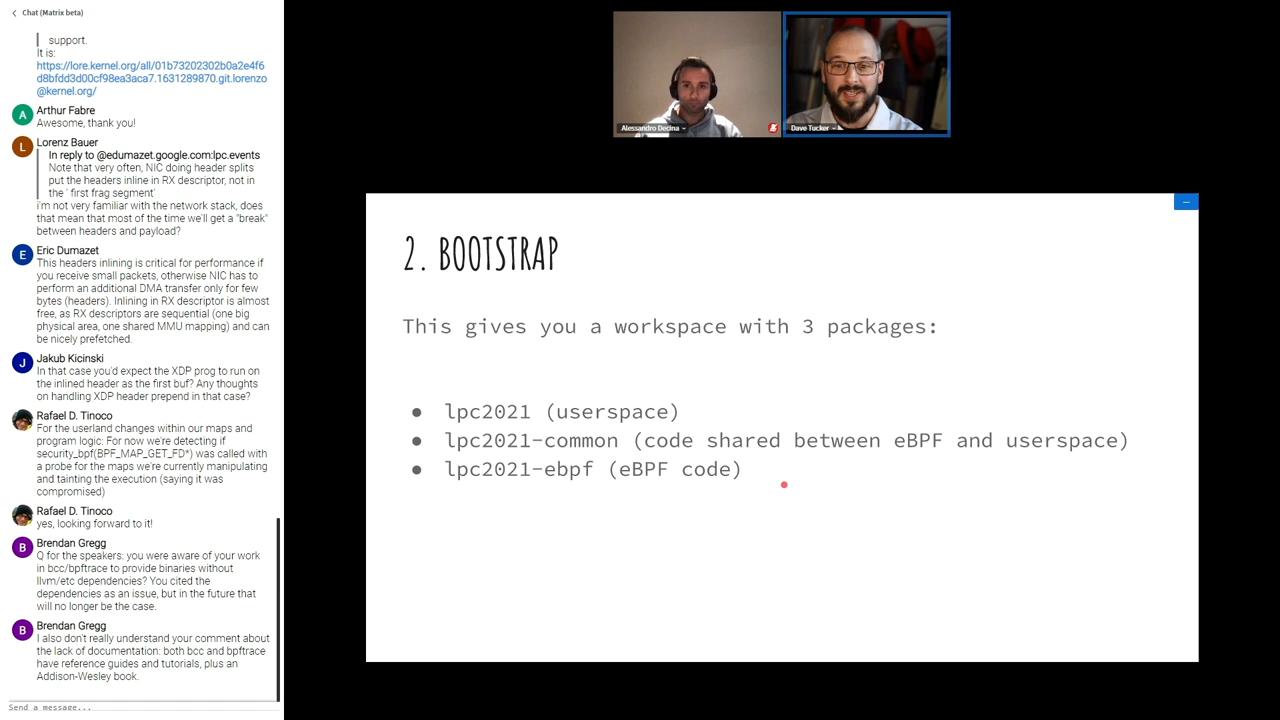 Chat (Matrix beta)
support.
It is:
https://lore.kernel.org/all/01b73202302b0a2e4f6
d8bfdd3d00cf98ea3aca7.1631289870.git.lorenzo
@kernel.org/
A
Arthur Fabre
Awesome, thank you!
L
Lorenz Bauer
In reply to @edumazet.google.com:lpc.events
Note that very often, NIC doing header splits
put the headers inline in RX descriptor, not in
the ' first frag segment'
i'm not very familiar with the network stack, does
that mean that most of the time we'll get a "break"
between headers and payload?
E
Eric Dumazet
This headers inlining is critical for performance if
you receive small packets, otherwise NIC has to
perform an additional DMA transfer only for few
bytes (headers). Inlining in RX descriptor is almost
free, as RX descriptors are sequential (one big
physical area, one shared MMU mapping) and can
be nicely prefetched.
J
Jakub Kicinski
In that case you'd expect the XDP prog to run on
the inlined header as the first buf? Any thoughts
on handling XDP header prepend in that case?
Rafael D. Tinoco
For the userland changes within our maps and
program logic: For now we're detecting if
security_bpf(BPF_MAP_GET_FD*) was called with
a probe for the maps we're currently manipulating
and tainting the execution (saying it was
compromised)
Rafael D. Tinoco
yes, looking forward to it!
B
Brendan Gregg
Q for the speakers: you were aware of your work
in bcc/bpftrace to provide binaries without
llvm/etc dependencies? You cited the
dependencies as an issue, but in the future that
will no longer be the case.
B
Brendan Gregg
I also don't really understand your comment about
the lack of documentation: both bcc and bpftrace
have reference guides and tutorials, plus an
Addison-Wesley book.
Send a message...
Alessandro Decina
Dave Tucker
2. BOOTSTRAP
This gives you a workspace with 3 packages:
● lpc2021 (userspace)
● lpc2021-common (code shared between eBPF and userspace)
● lpc2021-ebpf (eBPF code)